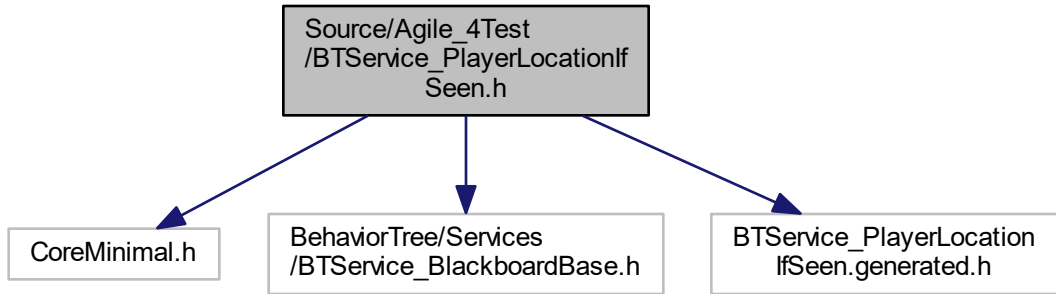 Source/Agile_4Test
/BTService_PlayerLocationIf
Seen.h
CoreMinimal.h
BehaviorTree/Services
/BTService_BlackboardBase.h
BTService_PlayerLocation
IfSeen.generated.h